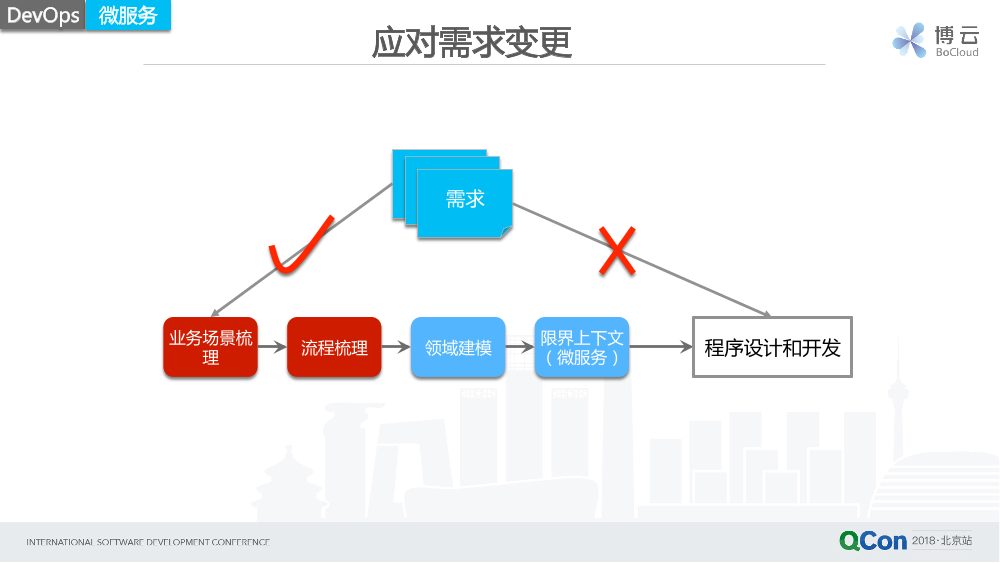 DevOps 微服务
应对需求变更
博云
BoCloud
需求
业务场景梳
理
流程梳理
领域建模
限界上下文
（微服务）
程序设计和开发
INTERNATIONAL SOFTWARE DEVELOPMENT CONFERENCE
QCon 2018·北京站